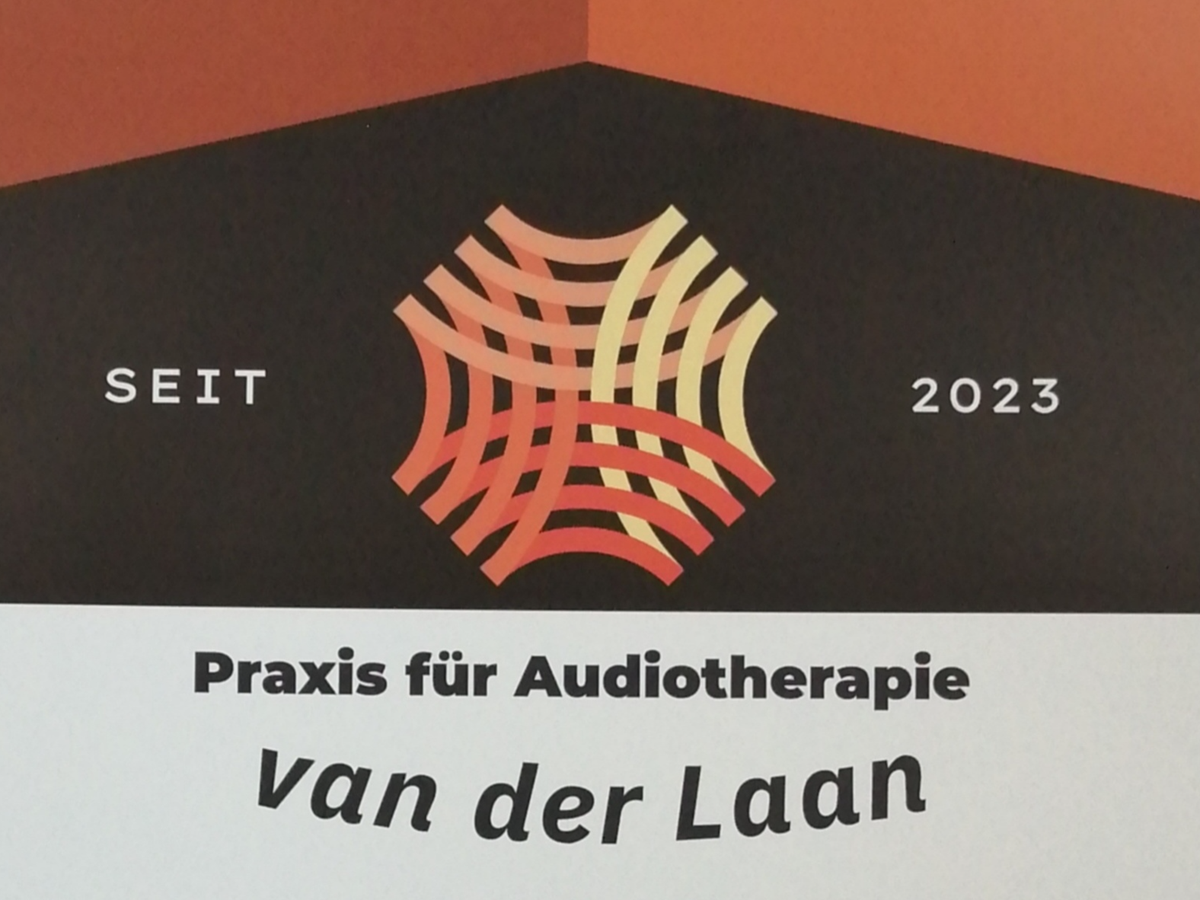 SEIT 2023
Praxis für Audiotherapie
van der Laan